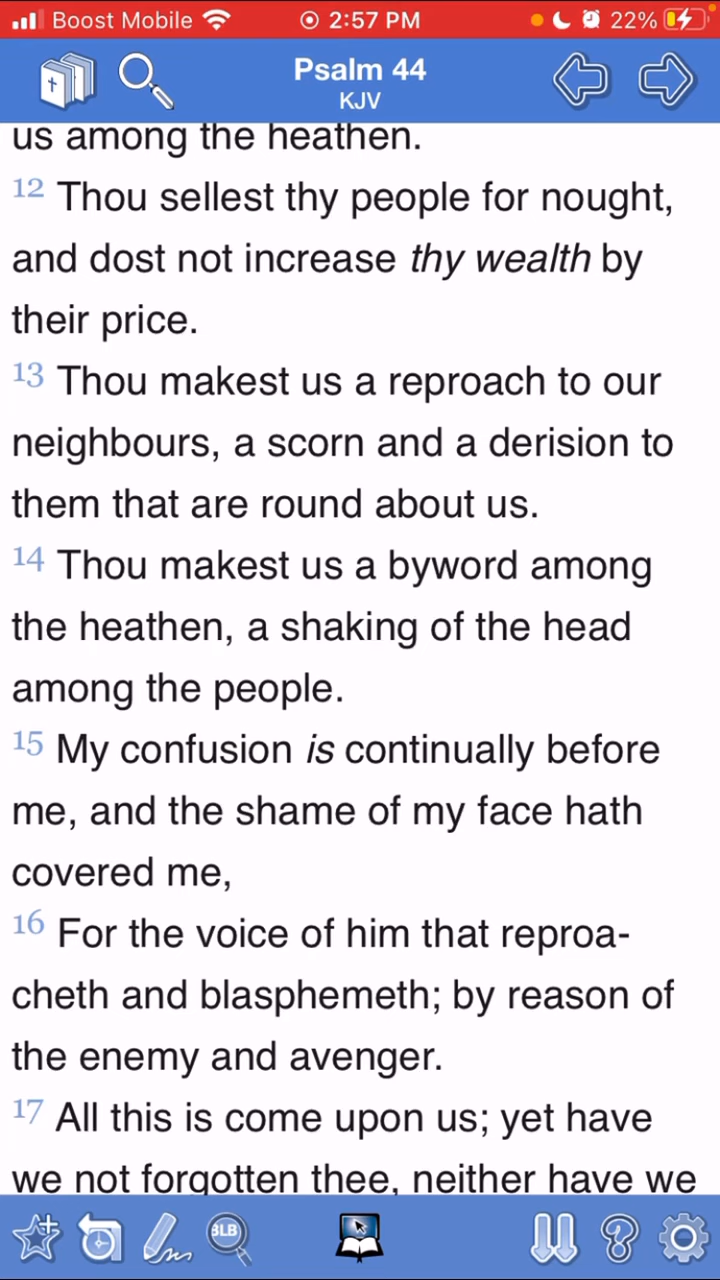 Boost Mobile 2:57 PM 22%
Psalm 44
KJV
us among the heathen.
12 Thou sellest thy people for nought,
and dost not increase thy wealth by
their price.
13 Thou makest us a reproach to our
neighbours, a scorn and a derision to
them that are round about us.
14 Thou makest us a byword among
the heathen, a shaking of the head
among the people.
15 My confusion is continually before
me, and the shame of my face hath
covered me,
16 For the voice of him that reproa-
cheth and blasphemeth; by reason of
the enemy and avenger.
17 All this is come upon us; yet have
we not forgotten thee, neither have we
BLB